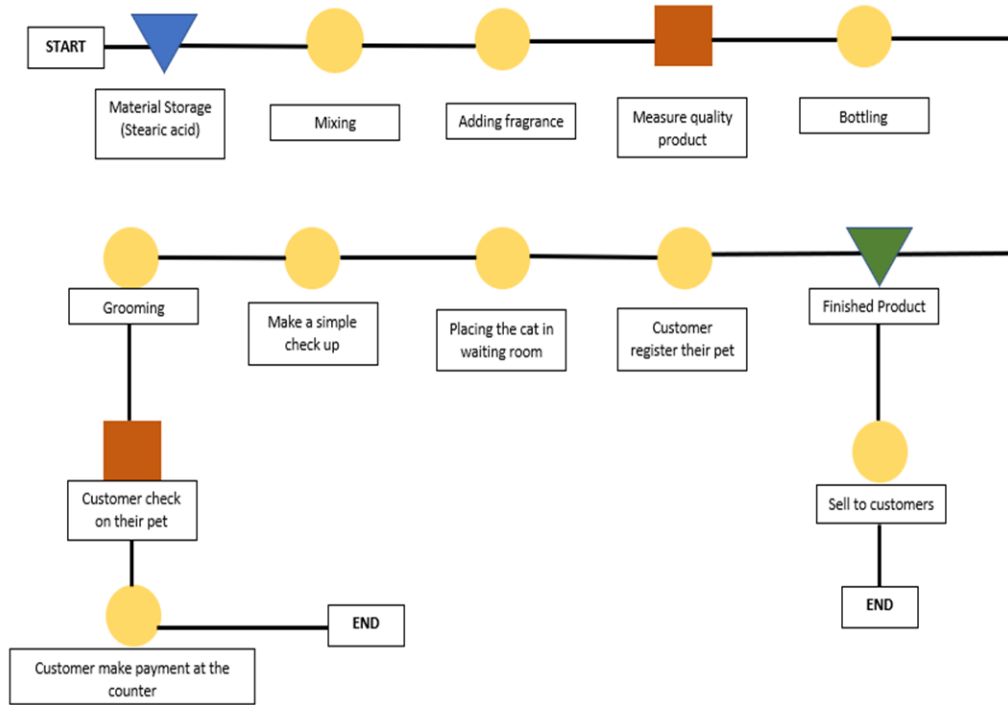 START
Material Storage
(Stearic acid)
Mixing
Adding fragrance
Measure quality
product
Bottling
Grooming
Make a simple
check up
Placing the cat in
waiting room
Customer
register their pet
Finished Product
Customer check
on their pet
Sell to customers
END
END
Customer make payment at the
counter